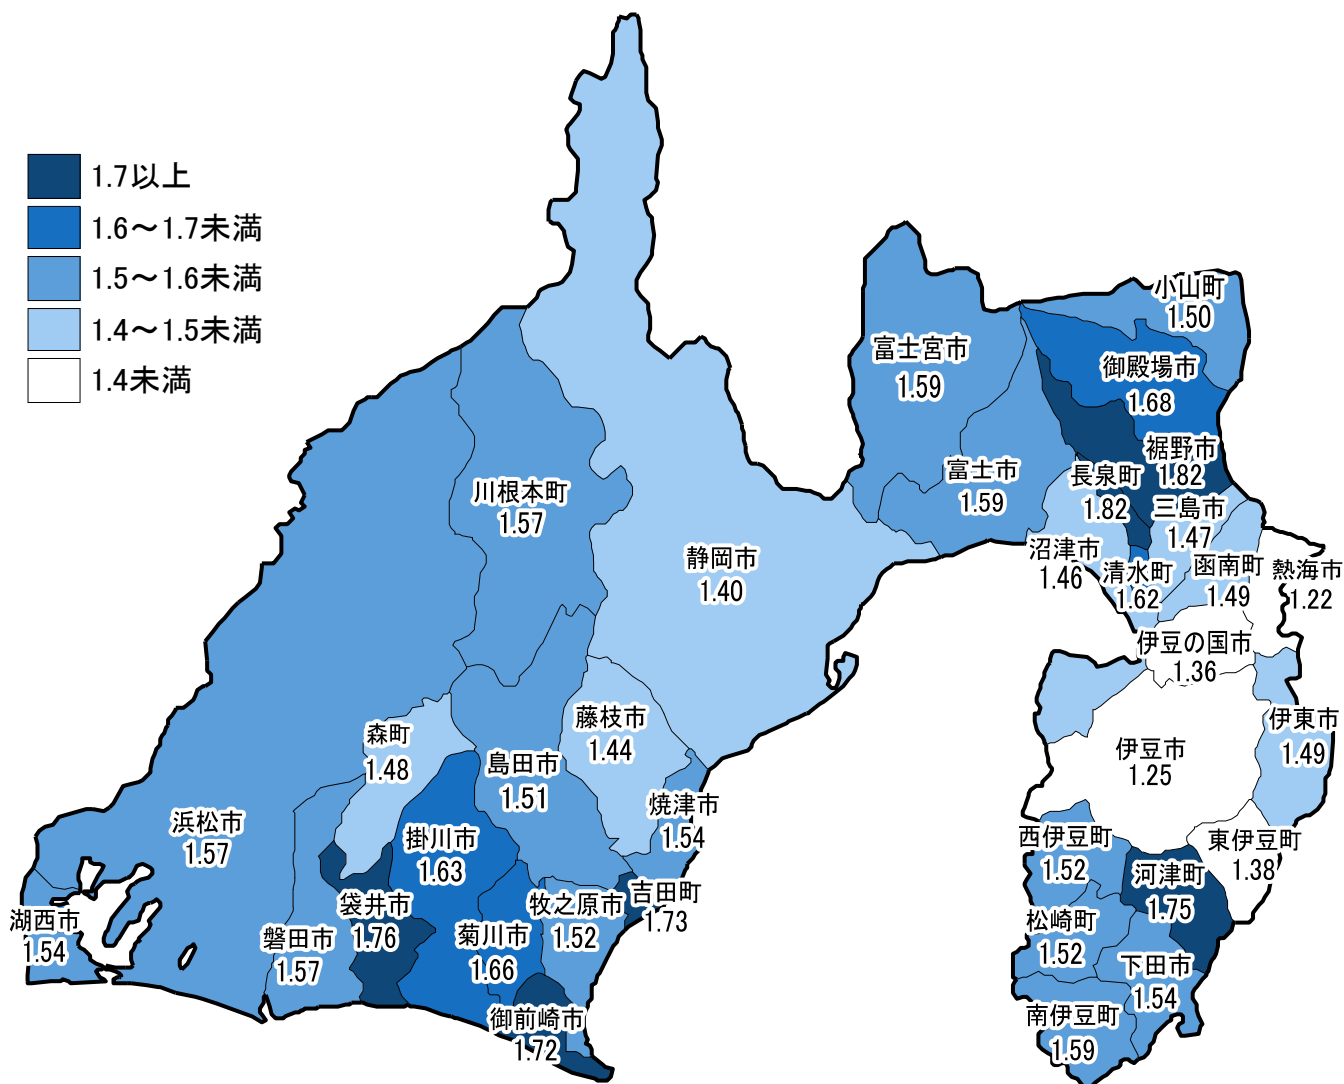 1.7以上
1.6～1.7未満
1.5～1.6未満
1.4～1.5未満
1.4未満
小山町
1.50
富士宮市
1.59
御殿場市
1.68
裾野市
1.82
長泉町
1.82
富士市
1.59
川根本町
1.57
三島市
1.47
静岡市
1.40
沼津市
1.46
清水町
1.62
函南町
1.49
熱海市
1.22
伊豆の国市
1.36
藤枝市
1.44
森町
1.48
伊東市
1.49
伊豆市
1.25
島田市
1.51
焼津市
1.54
浜松市
1.57
掛川市
1.63
西伊豆町
1.52
東伊豆町
1.38
河津町
1.75
吉田町
1.73
袋井市
1.76
牧之原市
1.52
湖西市
1.54
磐田市
1.57
菊川市
1.66
松崎町
1.52
下田市
1.54
御前崎市
1.72
南伊豆町
1.59